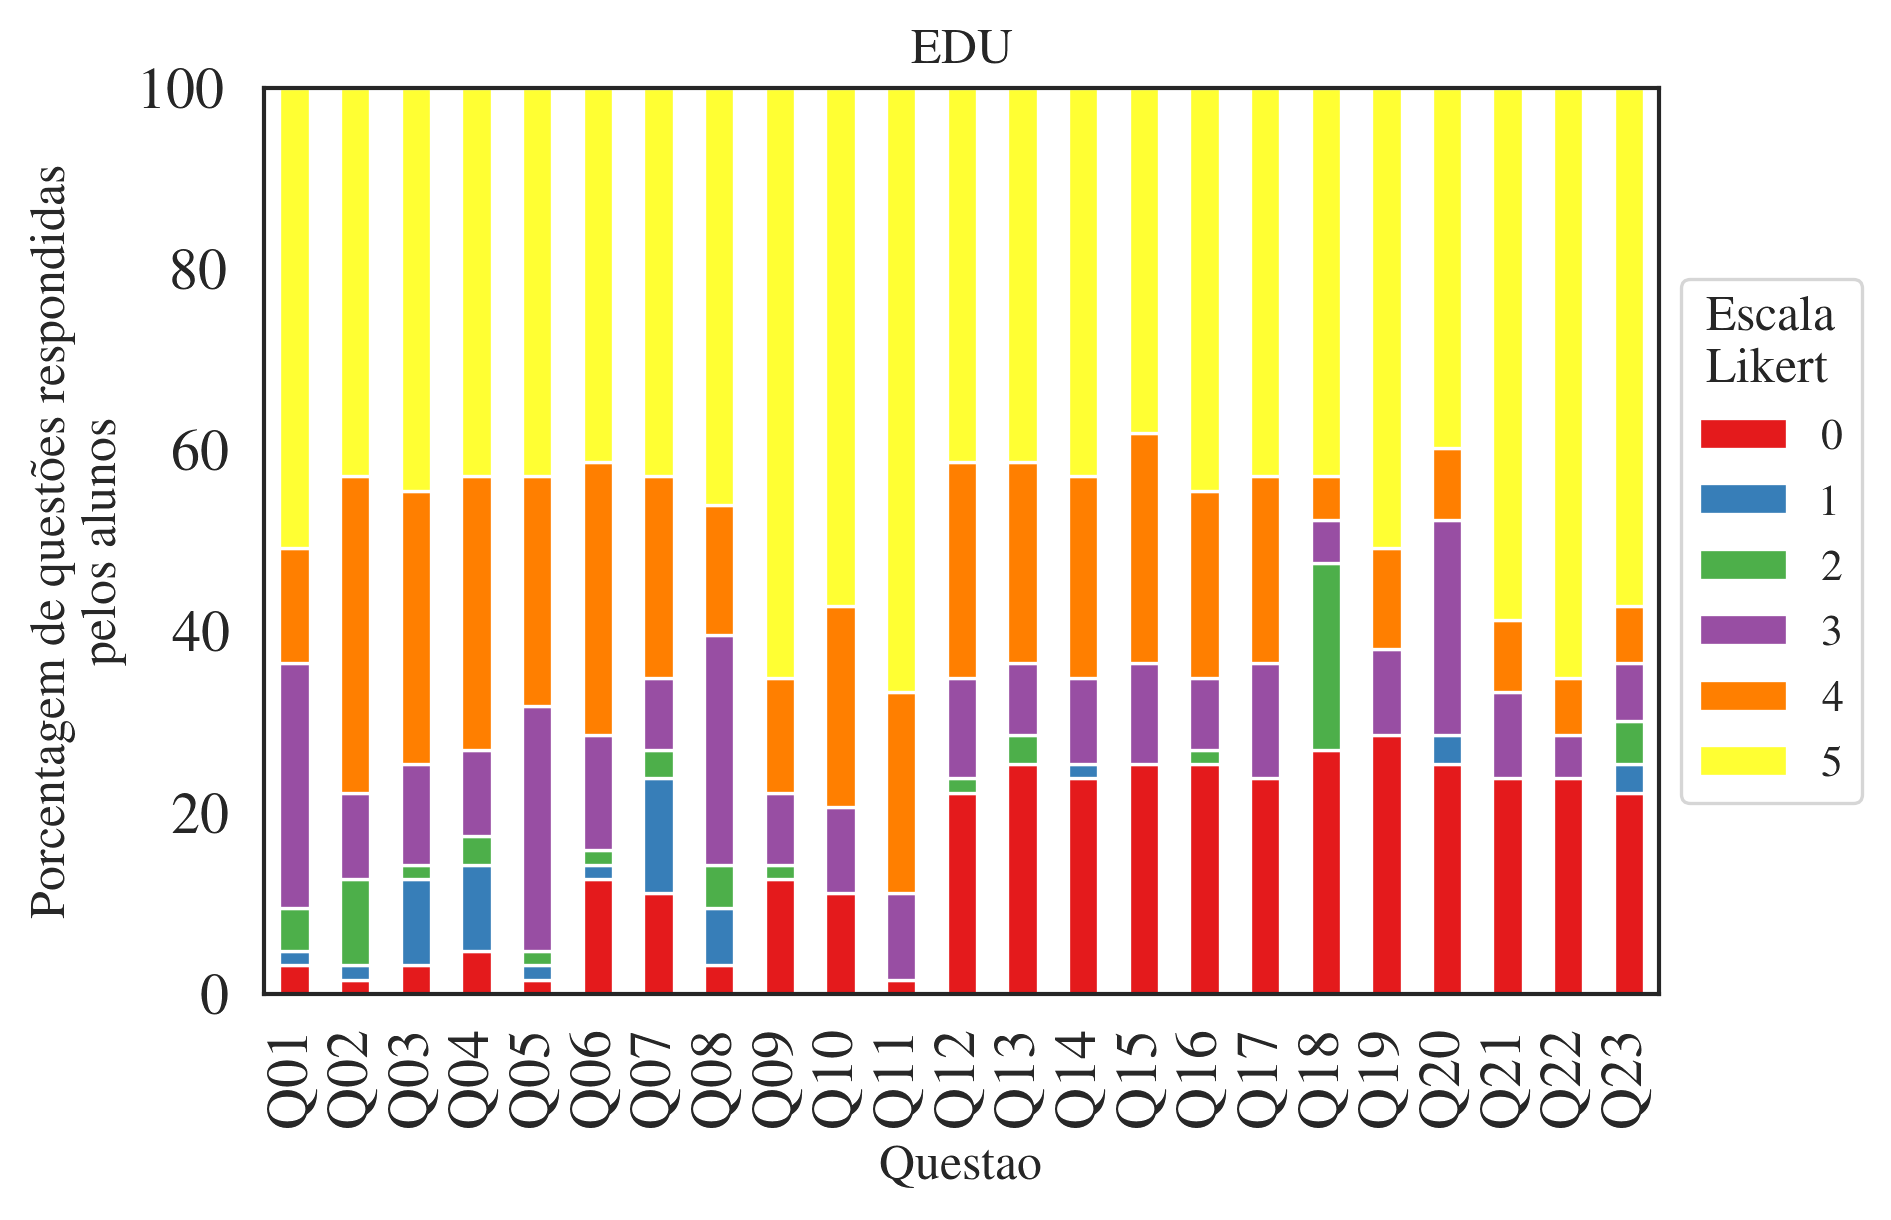 EDU
Porcentagem de questões respondidas
pelos alunos
100
80
60
40
20
0
Q01
Q02
Q03
Q04
Q05
Q06
Q07
Q08
Q09
Q10
Q11
Q12
Q13
Q14
Q15
Q16
Q17
Q18
Q19
Q20
Q21
Q22
Q23
Questao
Escala
Likert
0
1
2
3
4
5